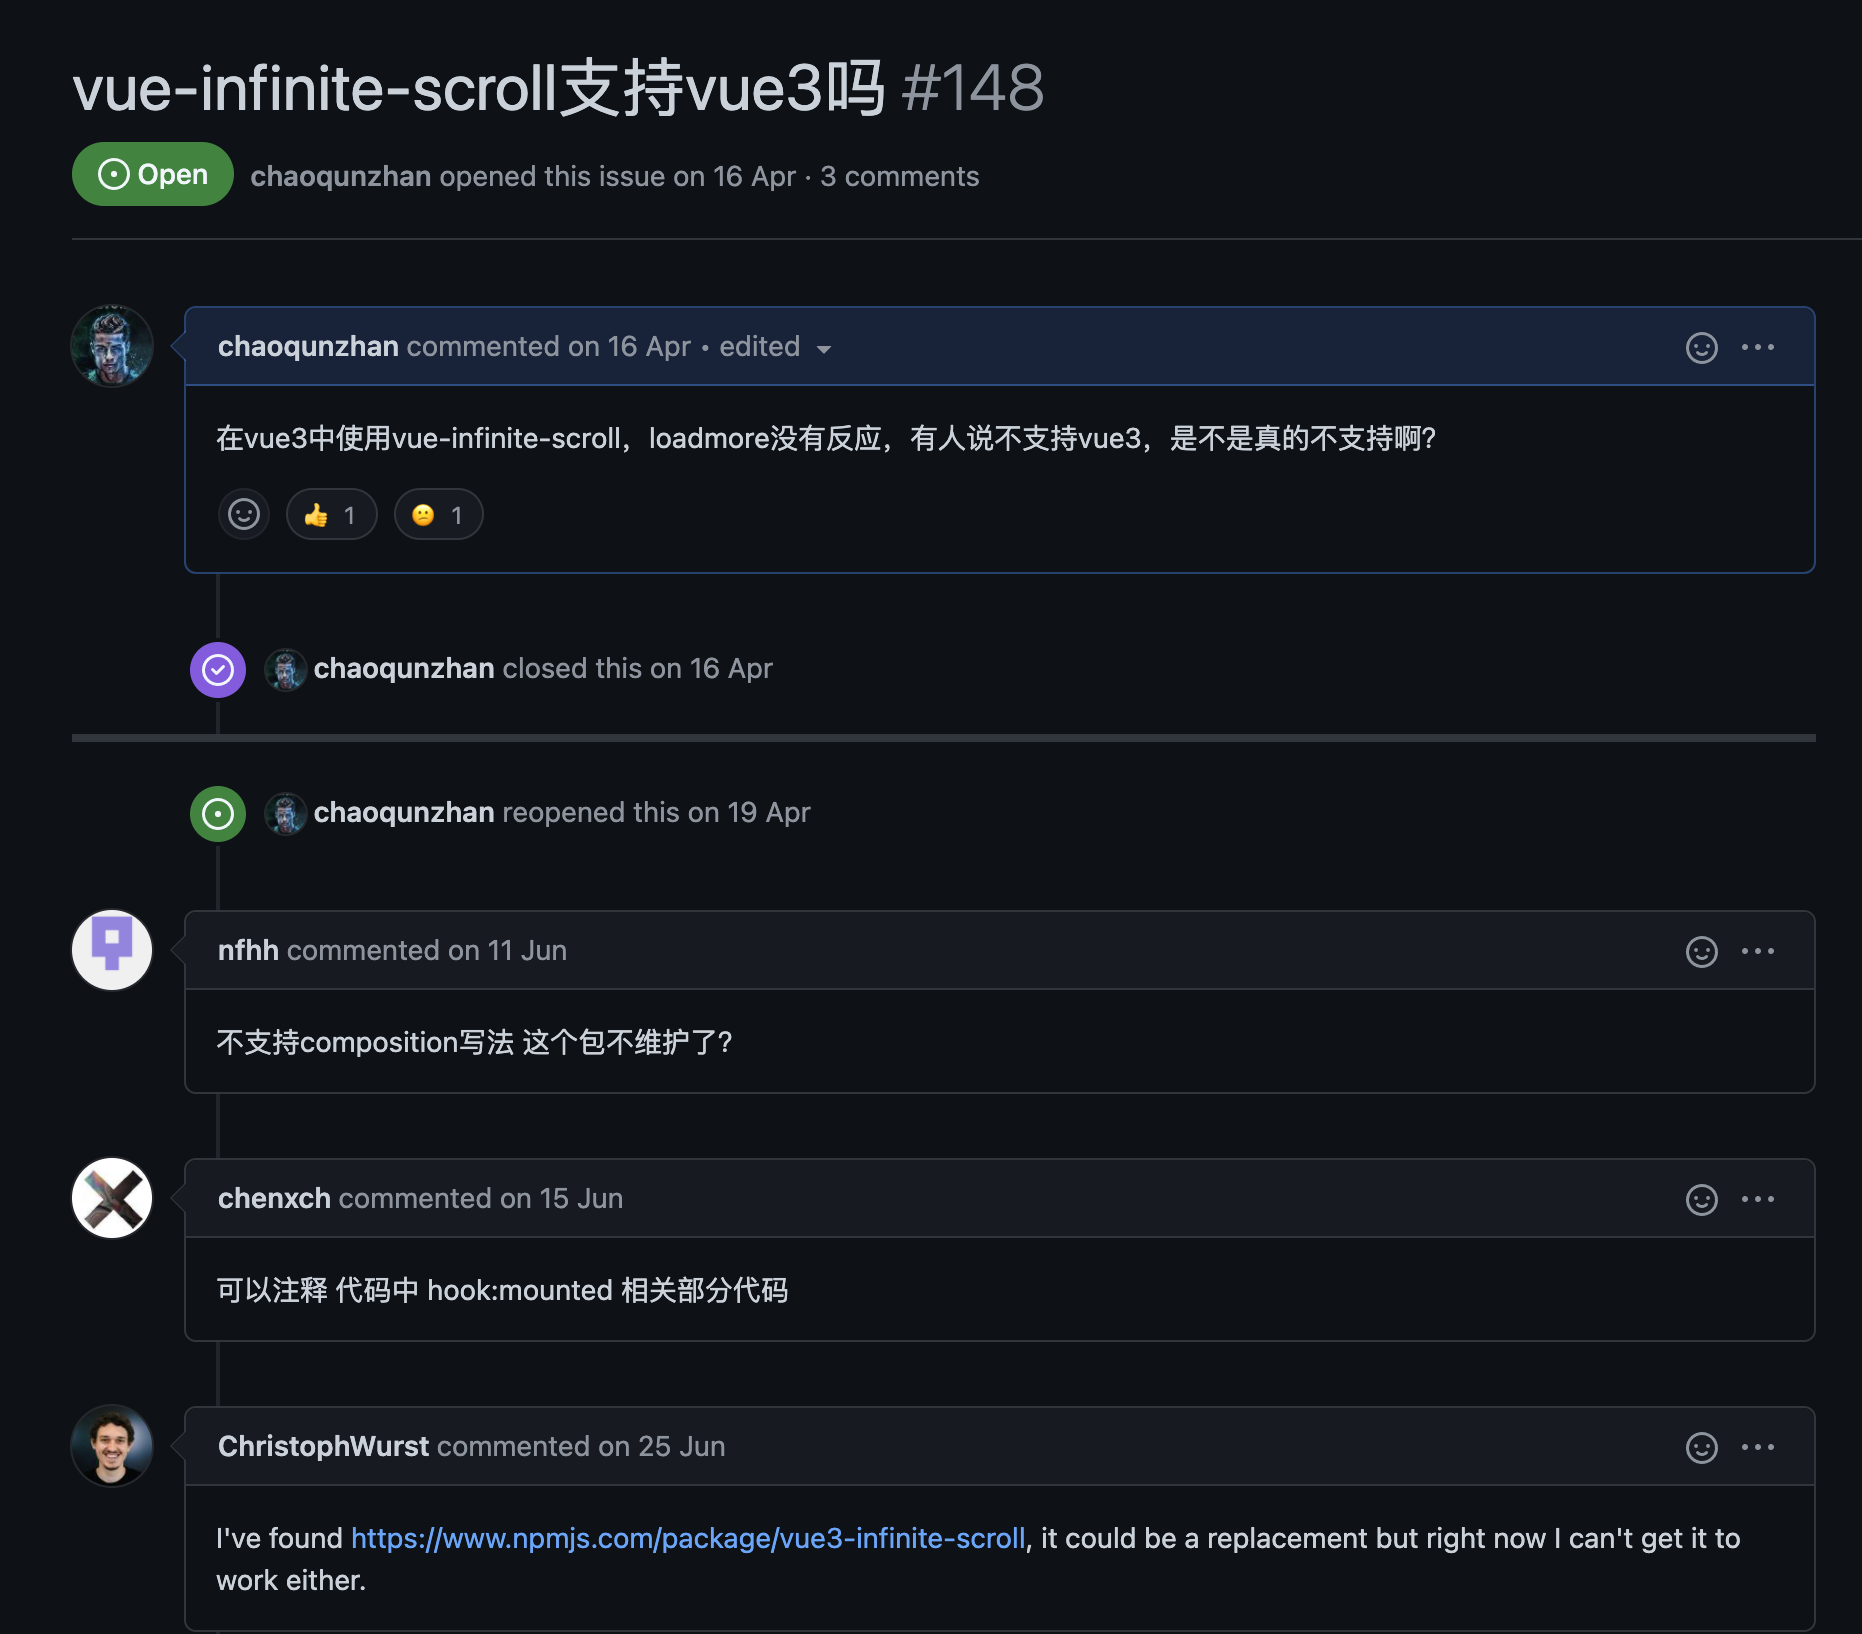 vue-infinite-scroll支持vue3吗 #148
Open chaoqunzhan opened this issue on 16 Apr · 3 comments
chaoqunzhan commented on 16 Apr • edited
在vue3中使用vue-infinite-scroll，loadmore没有反应，有人说不支持vue3，是不是真的不支持啊?
👍 1 😕 1
chaoqunzhan closed this on 16 Apr
chaoqunzhan reopened this on 19 Apr
nfhh commented on 11 Jun
不支持composition写法 这个包不维护了?
chenxch commented on 15 Jun
可以注释 代码中 hook:mounted 相关部分代码
ChristophWurst commented on 25 Jun
I've found https://www.npmjs.com/package/vue3-infinite-scroll, it could be a replacement but right now I can't get it to
work either.